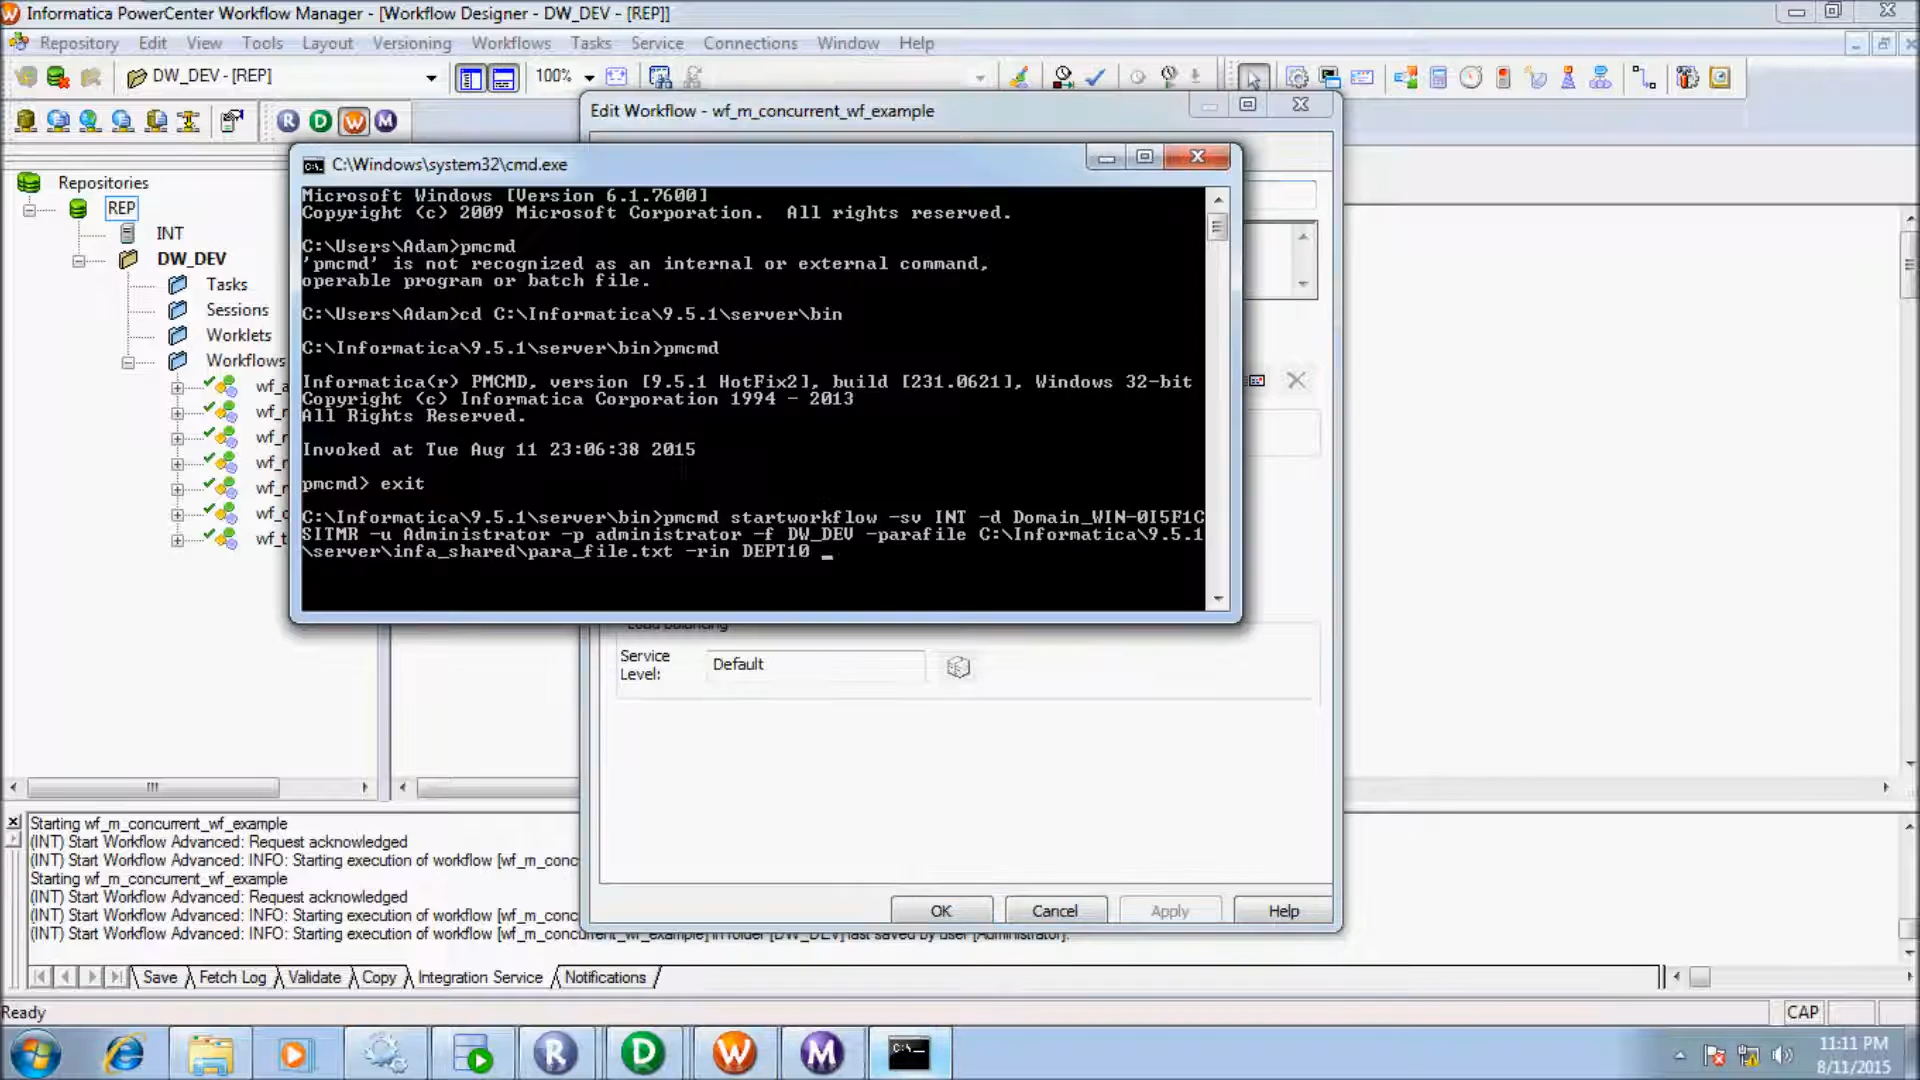 Informatica PowerCenter Workflow Manager - [Workflow Designer - DW_DEV - [REP]]
Repository Edit View Tools Layout Versioning Workflows Tasks Service Connections Window Help
DW_DEV - [REP] 100%
R D W M
Edit Workflow - wf_m_concurrent_wf_example
C:\Windows\system32\cmd.exe
Microsoft Windows [Version 6.1.7600]
Copyright (c) 2009 Microsoft Corporation.  All rights reserved.
C:\Users\Adam>pmcmd
'pmcmd' is not recognized as an internal or external command,
operable program or batch file.
C:\Users\Adam>cd C:\Informatica\9.5.1\server\bin
C:\Informatica\9.5.1\server\bin>pmcmd
Informatica(r) PMCMD, version [9.5.1 HotFix2], build [231.0621], Windows 32-bit
Copyright (c) Informatica Corporation 1994 - 2013
All Rights Reserved.
Invoked at Tue Aug 11 23:06:38 2015
pmcmd> exit
C:\Informatica\9.5.1\server\bin>pmcmd startworkflow -sv INT -d Domain_WIN-0I5F1C
SITMR -u Administrator -p administrator -f DW_DEV -parafile C:\Informatica\9.5.1
\server\infa_shared\para_file.txt -rin DEPT10 _
Repositories
REP
INT
DW_DEV
Tasks
Sessions
Worklets
Workflows
wf_a
wf_r
wf_r
wf_r
wf_r
wf_c
wf_t
Load Balancing
Service
Level:
Default
OK Cancel Apply Help
Starting wf_m_concurrent_wf_example
(INT) Start Workflow Advanced: Request acknowledged
(INT) Start Workflow Advanced: INFO: Starting execution of workflow [wf_m_conc
Starting wf_m_concurrent_wf_example
(INT) Start Workflow Advanced: Request acknowledged
(INT) Start Workflow Advanced: INFO: Starting execution of workflow [wf_m_conc
(INT) Start Workflow Advanced: INFO: Starting execution of workflow [wf_m_concurrent_wf_example] in folder [DW_DEV] last saved by user [Administrator].
Save Fetch Log Validate Copy Integration Service Notifications
Ready
CAP
R D W M
C:\_
11:11 PM
8/11/2015